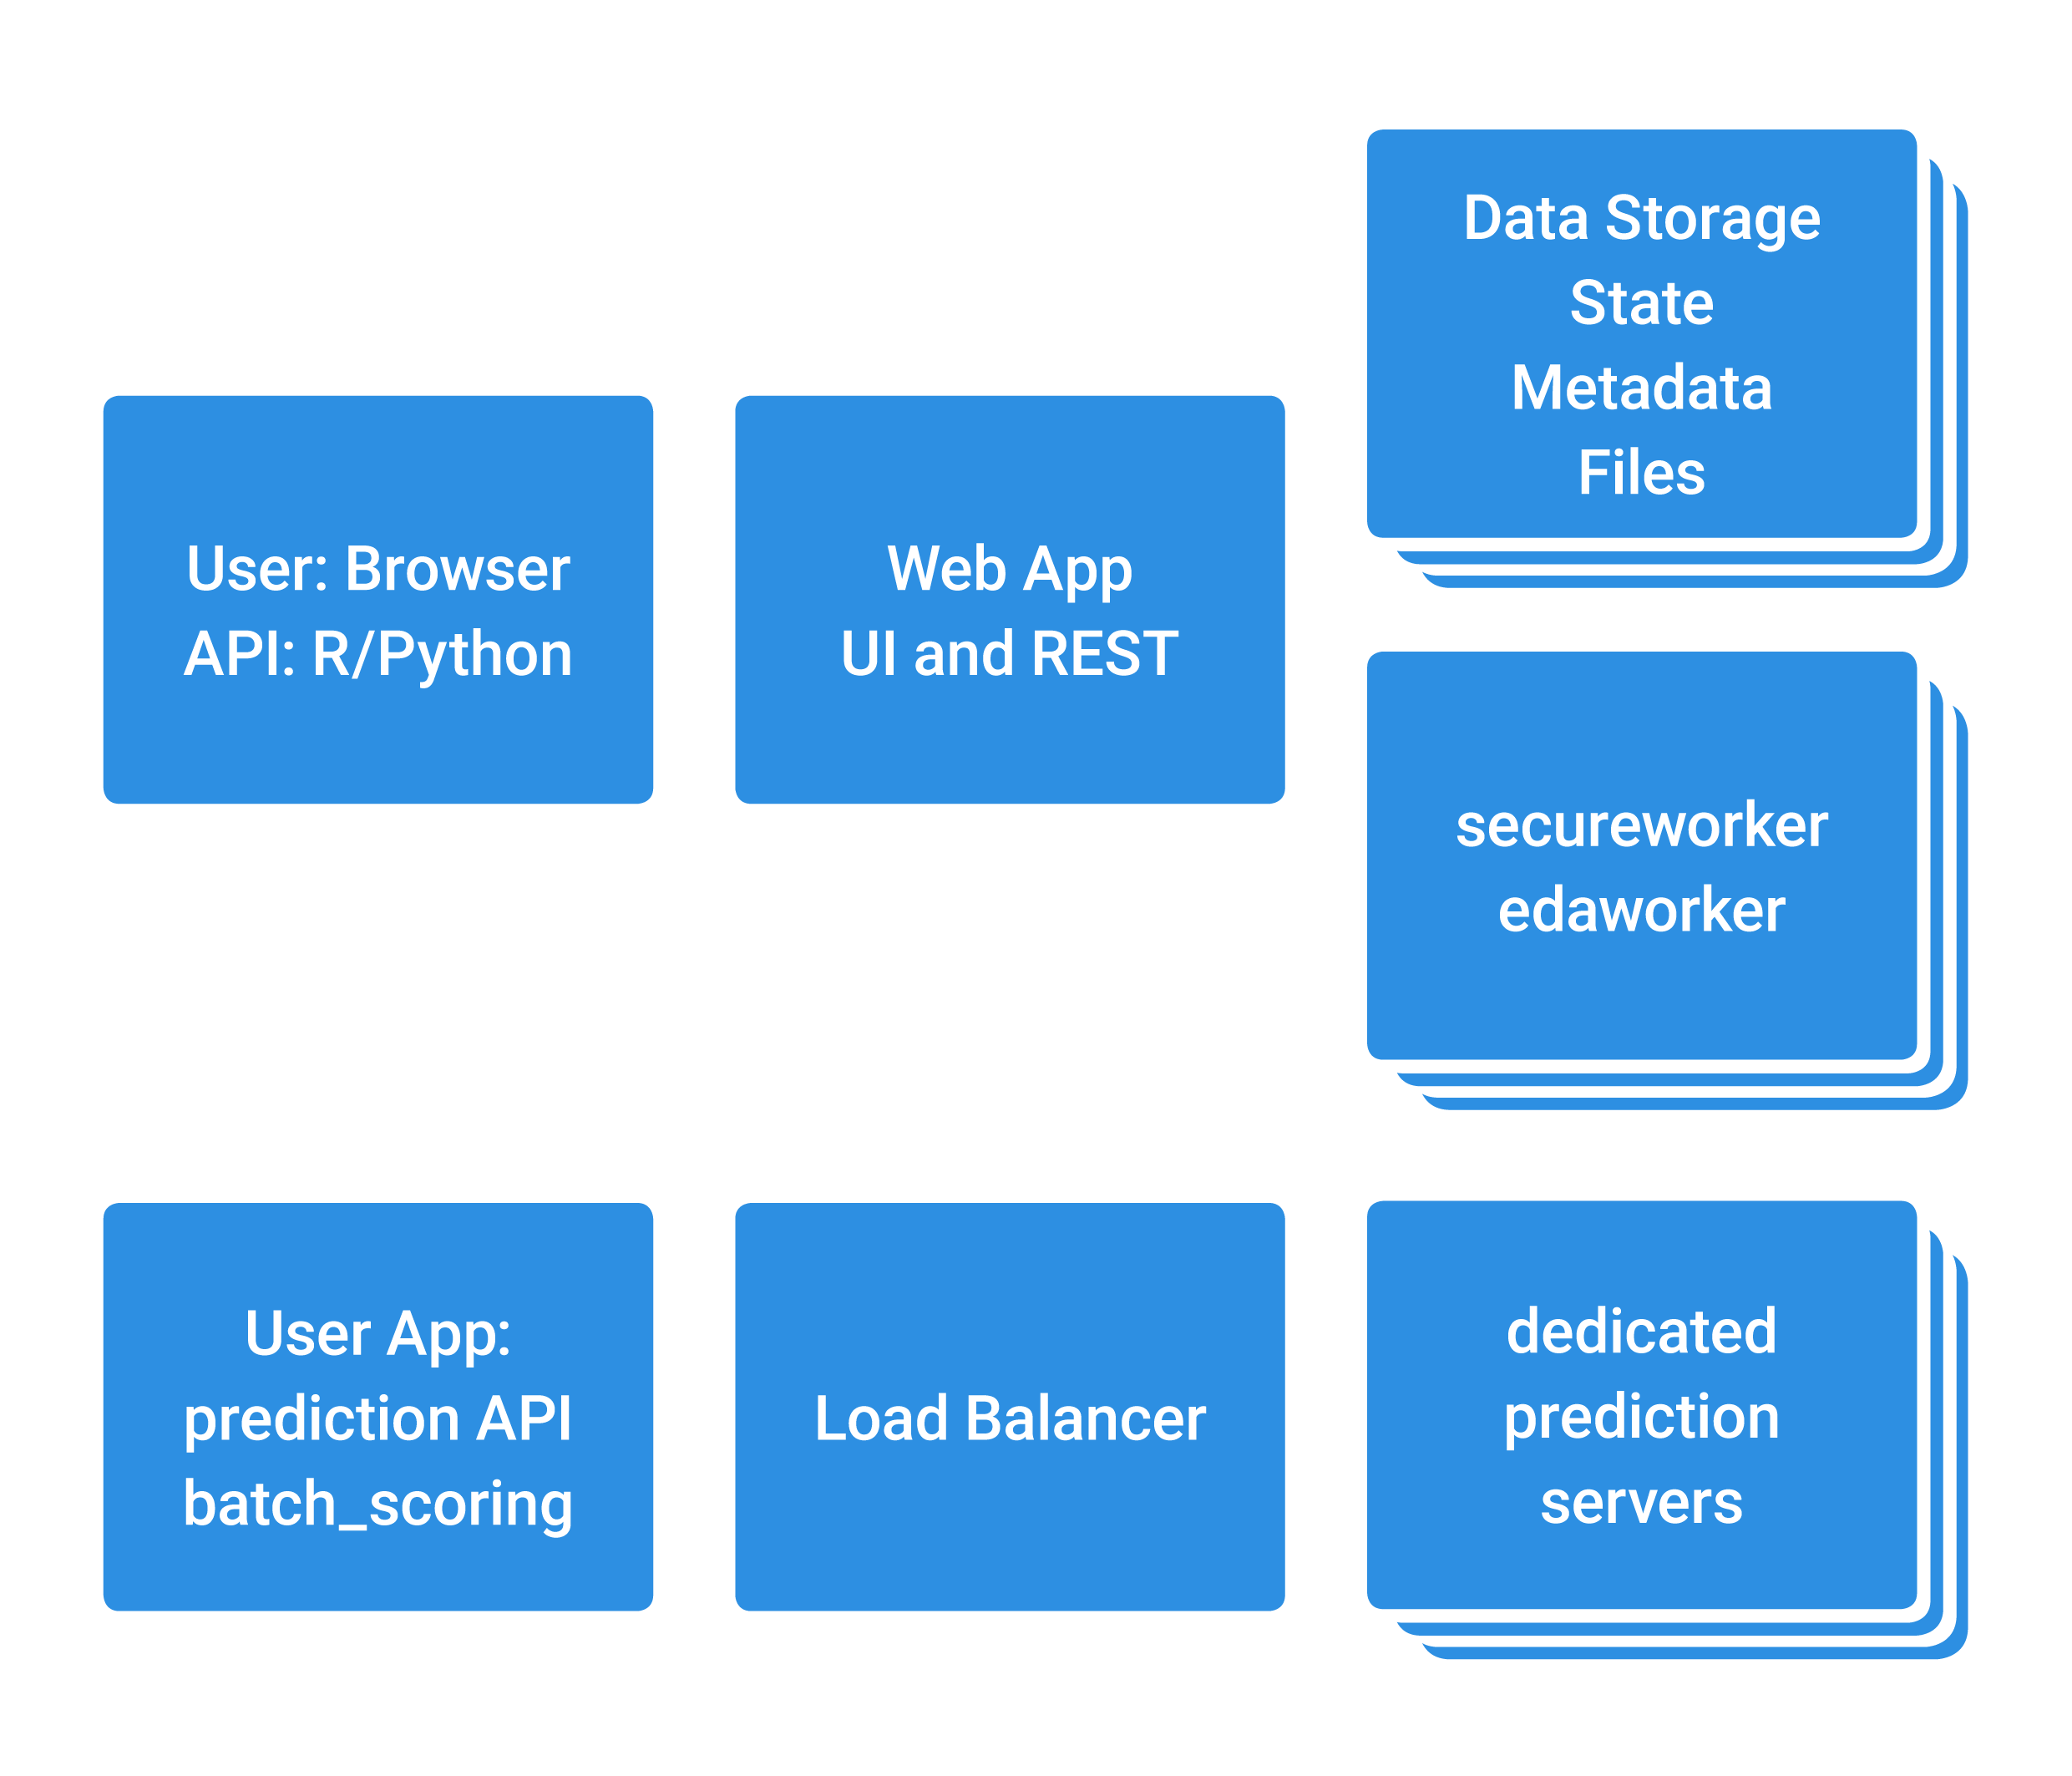 User: Browser
API: R/Python
Web App
UI and REST
Data Storage
State
Metadata
Files
secureworker
edaworker
User App:
prediction API
batch_scoring
Load Balancer
dedicated
prediction
servers